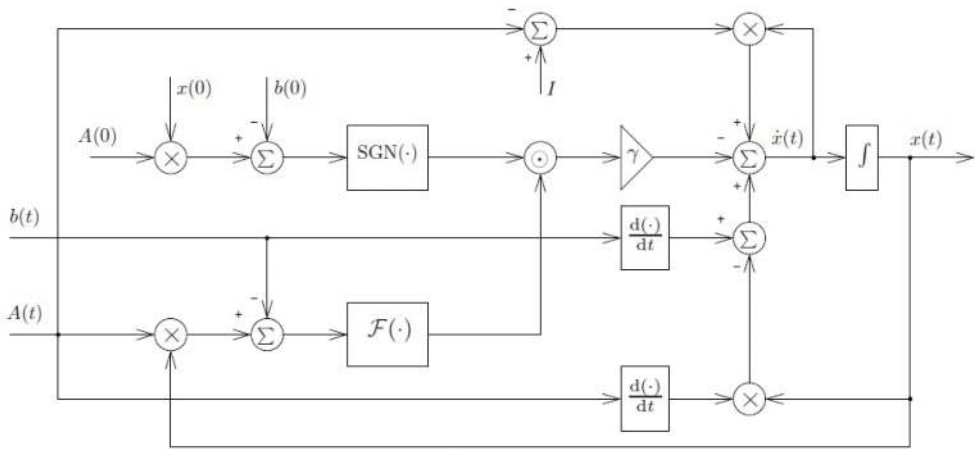 −
Σ
×
+
I
x(0)
b(0)
A(0)
−
+
×
Σ
SGN(·)
⊙
γ
+
−
Σ
ẋ(t)
∫
x(t)
+
b(t)
d(·)/dt
+
Σ
−
A(t)
−
+
×
Σ
F(·)
d(·)/dt
×